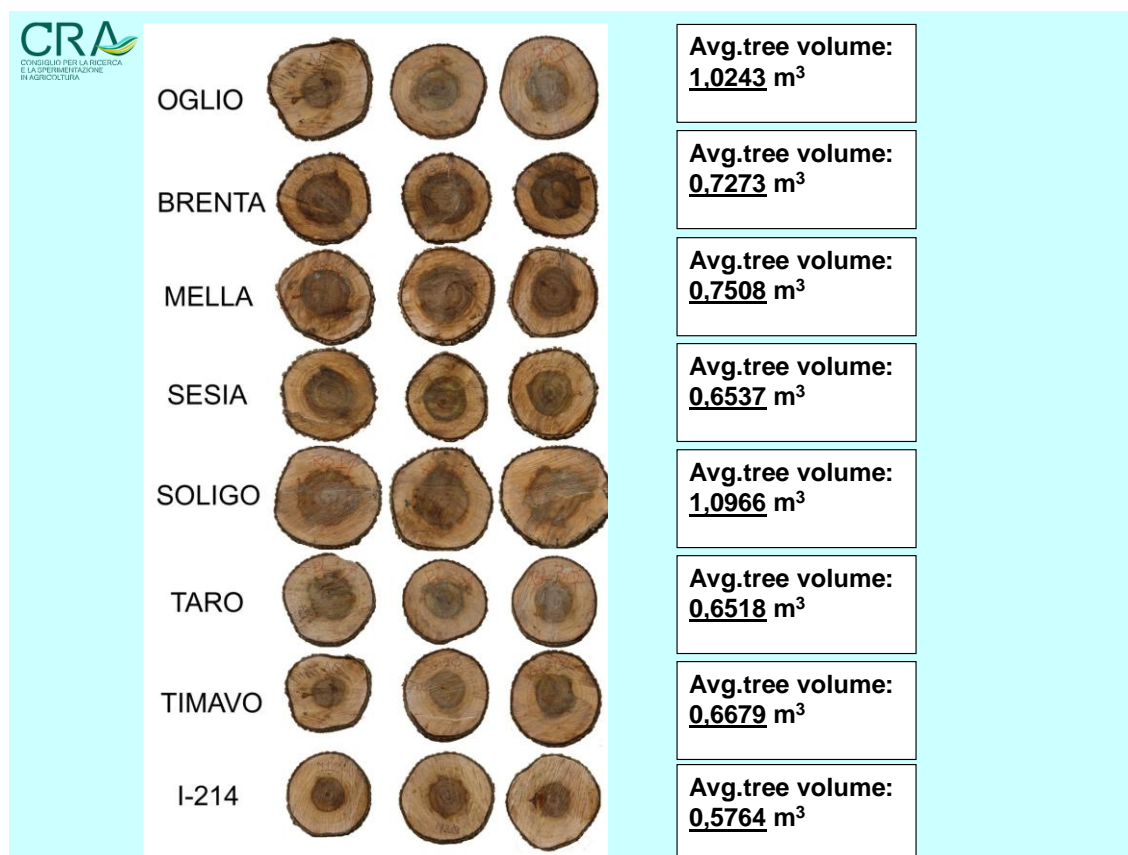 CRA
CONSIGLIO PER LA RICERCA
E LA SPERIMENTAZIONE
IN AGRICOLTURA
OGLIO
Avg.tree volume:
1,0243 m³
BRENTA
Avg.tree volume:
0,7273 m³
MELLA
Avg.tree volume:
0,7508 m³
SESIA
Avg.tree volume:
0,6537 m³
SOLIGO
Avg.tree volume:
1,0966 m³
TARO
Avg.tree volume:
0,6518 m³
TIMAVO
Avg.tree volume:
0,6679 m³
I-214
Avg.tree volume:
0,5764 m³